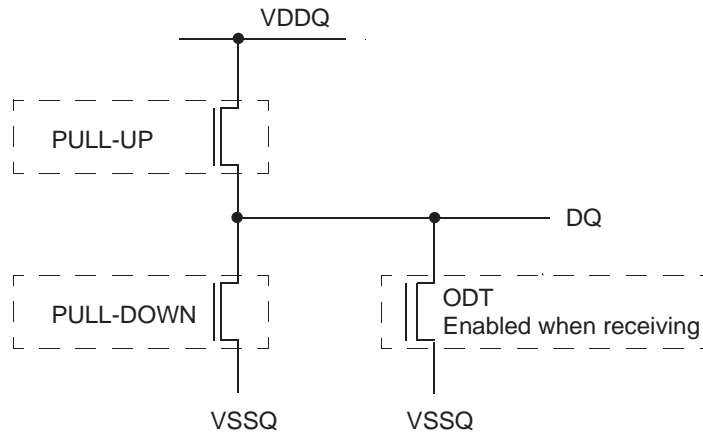 VDDQ
PULL-UP
DQ
PULL-DOWN
ODT
Enabled when receiving
VSSQ
VSSQ